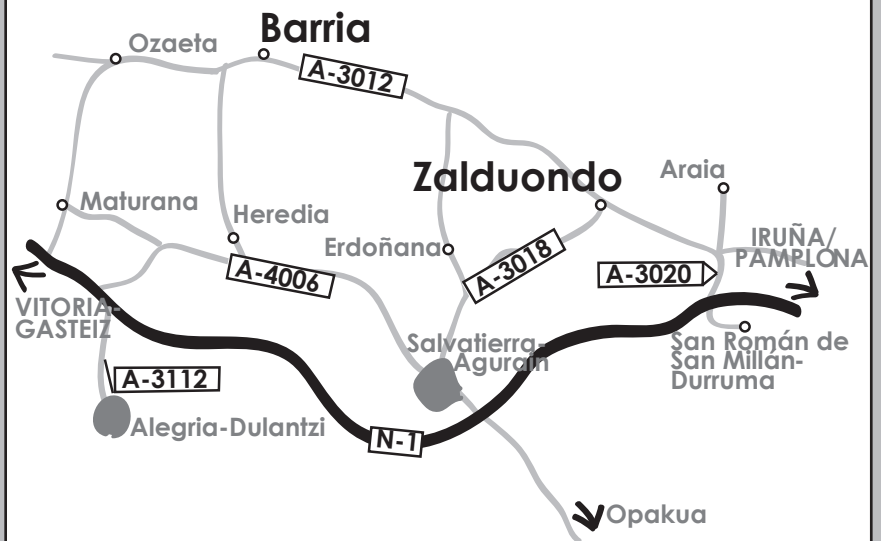 Barria
Ozaeta
A-3012
Zalduondo
Araia
Maturana
Heredia
Erdoñana
IRUÑA/
PAMPLONA
A-3018
A-3020
A-4006
VITORIA-
GASTEIZ
Salvatierra-
Agurain
San Román de
San Millán-
Durruma
A-3112
Alegria-Dulantzi
N-1
Opakua